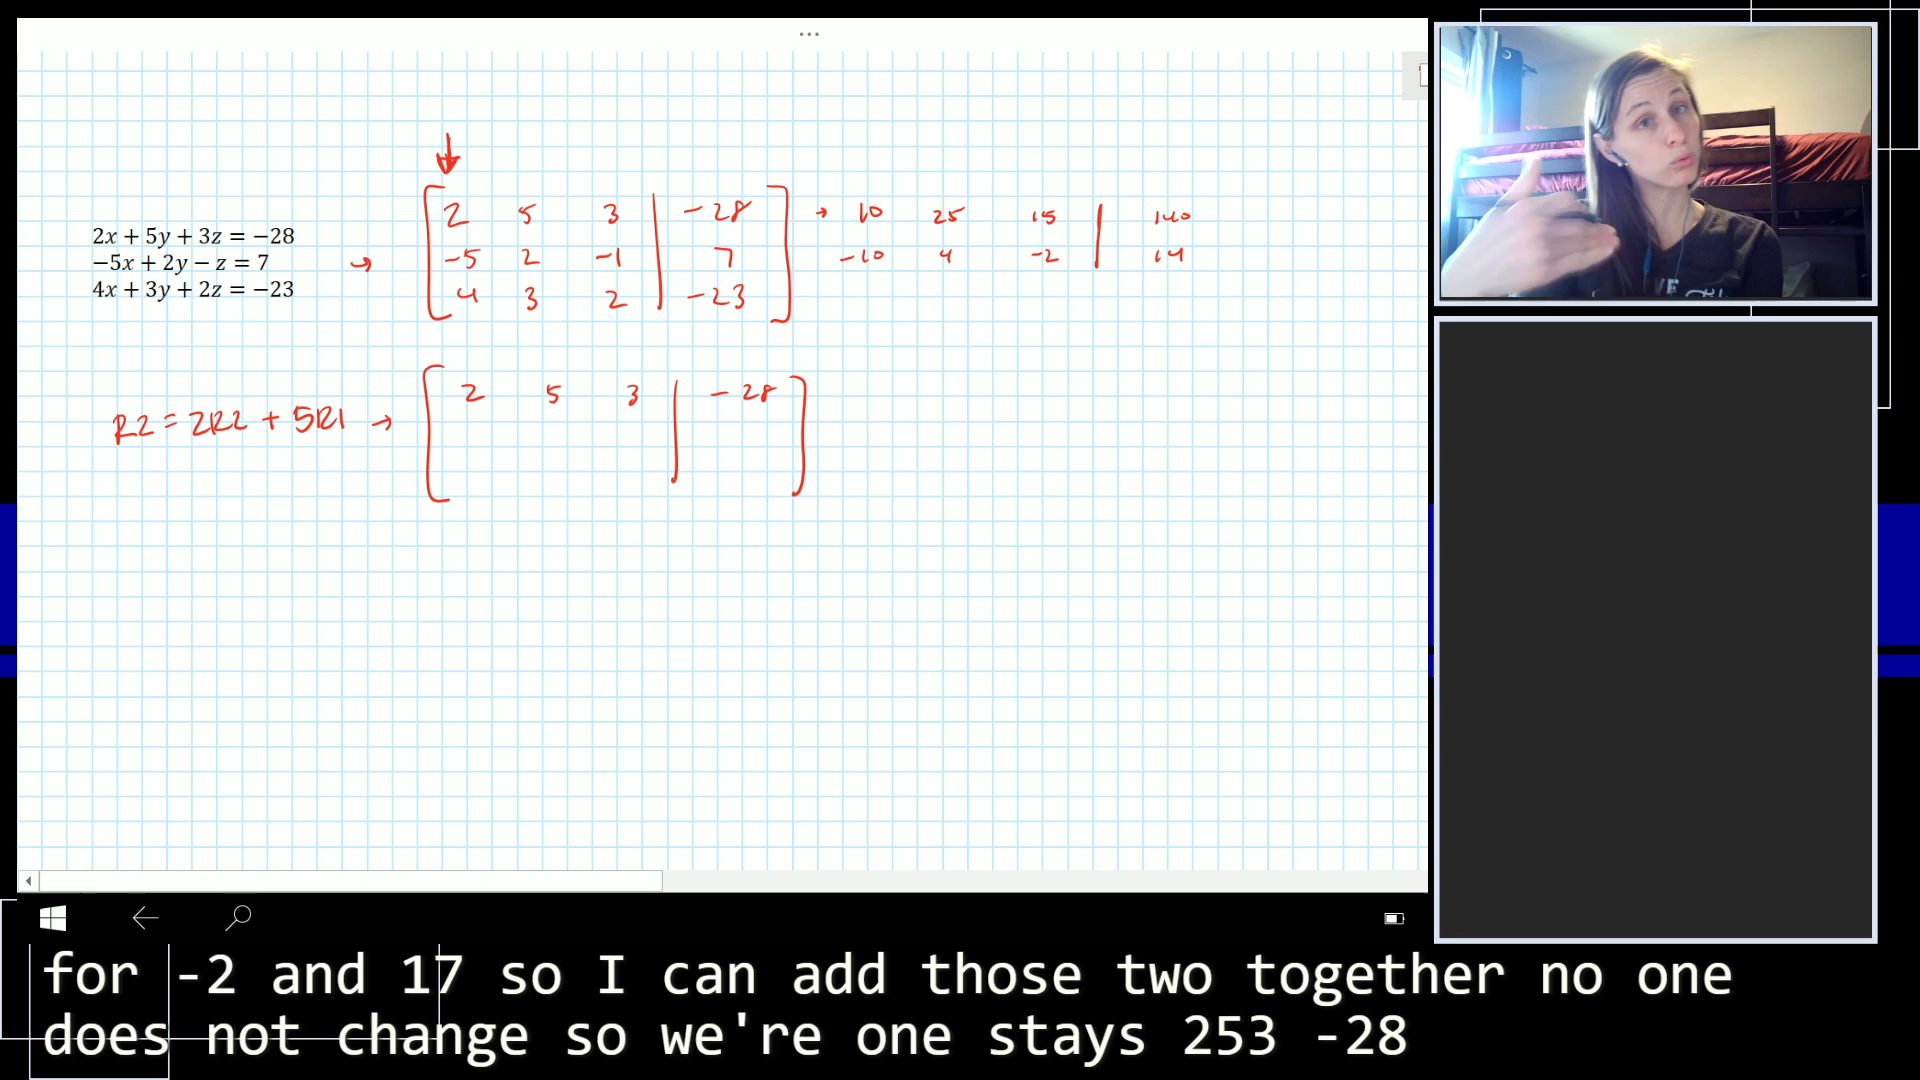 2x + 5y + 3z = −28
−5x + 2y − z = 7
4x + 3y + 2z = −23
→
2 5 3 | -28
-5 2 -1 | 7
4 3 2 | -23
→ 10 25 15 | 140
-10 4 -2 | 14
R2 = 2R2 + 5R1 →
2 5 3 | -28
for -2 and 17 so I can add those two together no one
does not change so we're one stays 253 -28